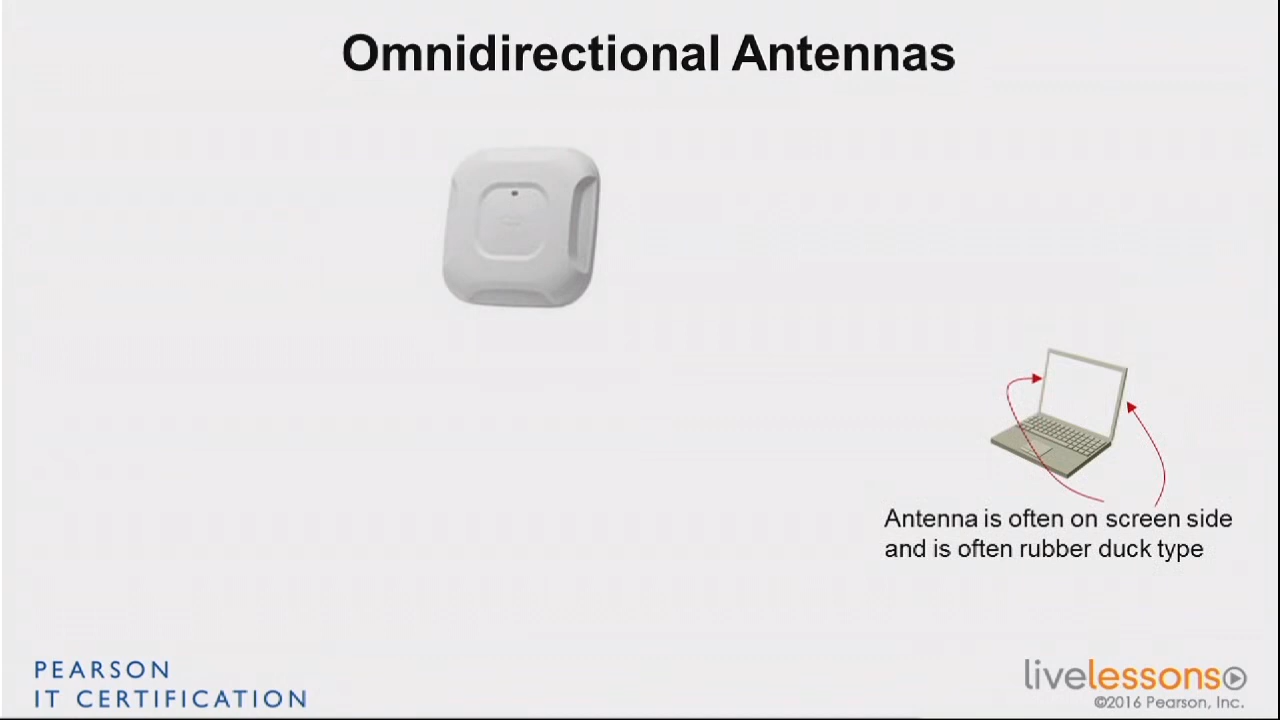 Omnidirectional Antennas
Antenna is often on screen side
and is often rubber duck type
PEARSON
IT CERTIFICATION
livelessons
©2016 Pearson, Inc.